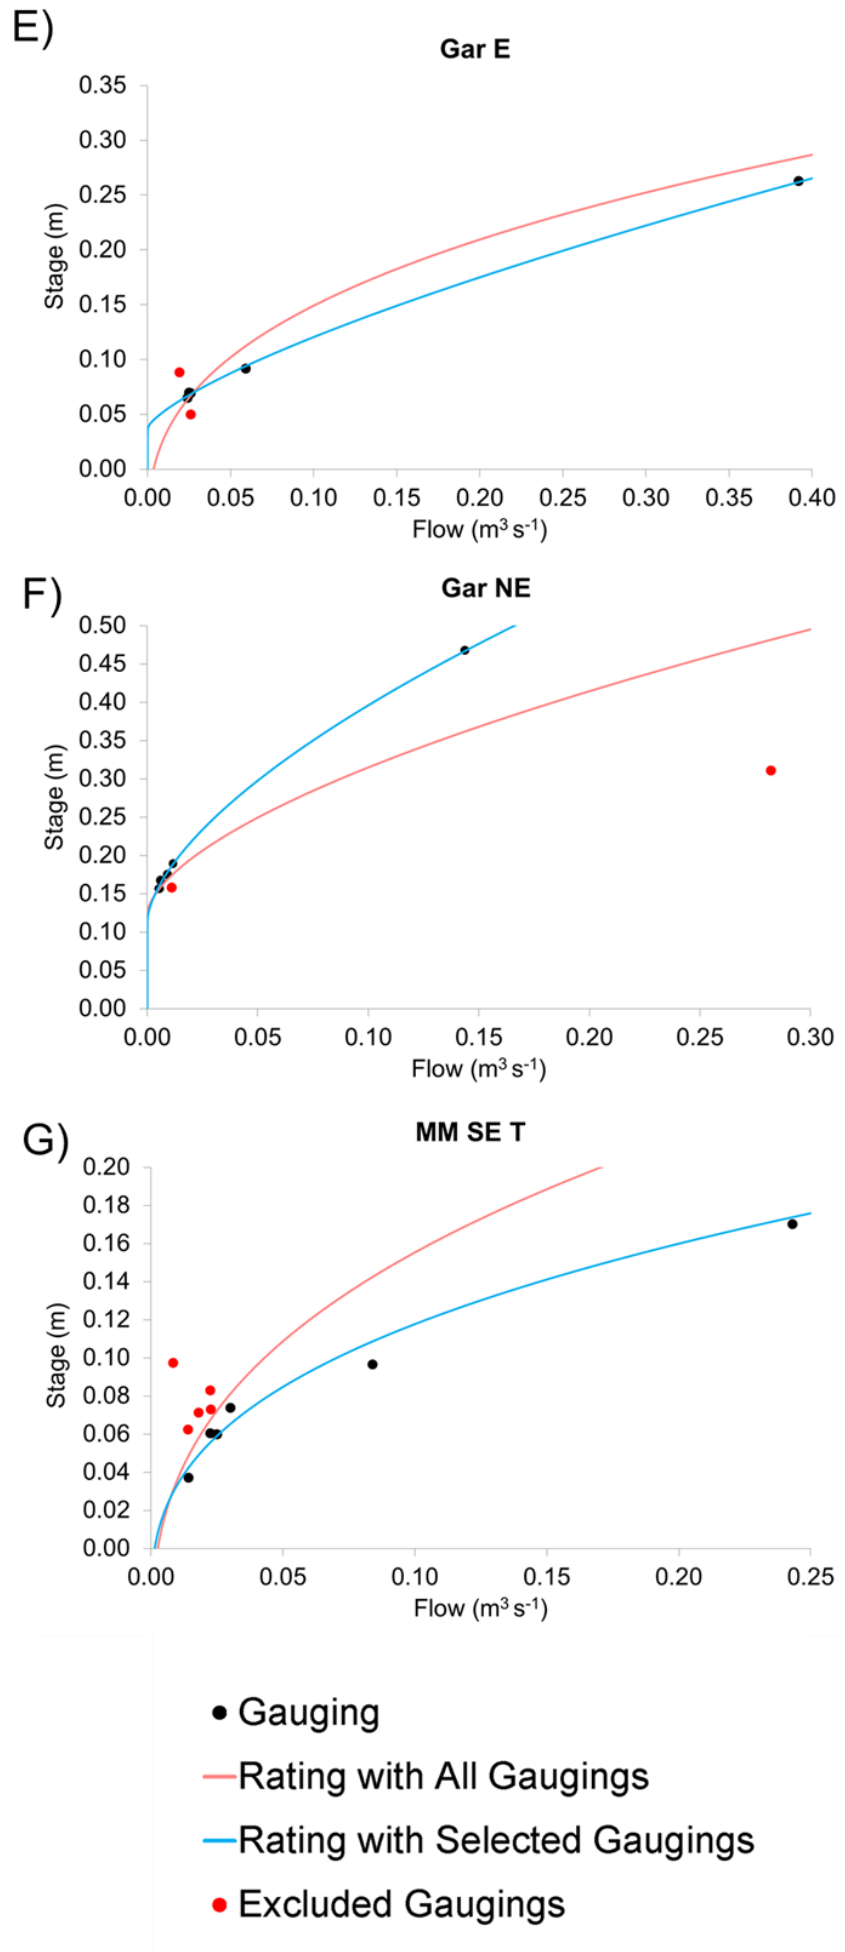 E)
Gar E
0.35
0.30
0.25
0.20
0.15
0.10
0.05
0.00
Stage (m)
0.00 0.05 0.10 0.15 0.20 0.25 0.30 0.35 0.40
Flow (m³ s⁻¹)
F)
Gar NE
0.50
0.45
0.40
0.35
0.30
0.25
0.20
0.15
0.10
0.05
0.00
Stage (m)
0.00 0.05 0.10 0.15 0.20 0.25 0.30
Flow (m³ s⁻¹)
G)
MM SE T
0.20
0.18
0.16
0.14
0.12
0.10
0.08
0.06
0.04
0.02
0.00
Stage (m)
0.00 0.05 0.10 0.15 0.20 0.25
Flow (m³ s⁻¹)
Gauging
Rating with All Gaugings
Rating with Selected Gaugings
Excluded Gaugings